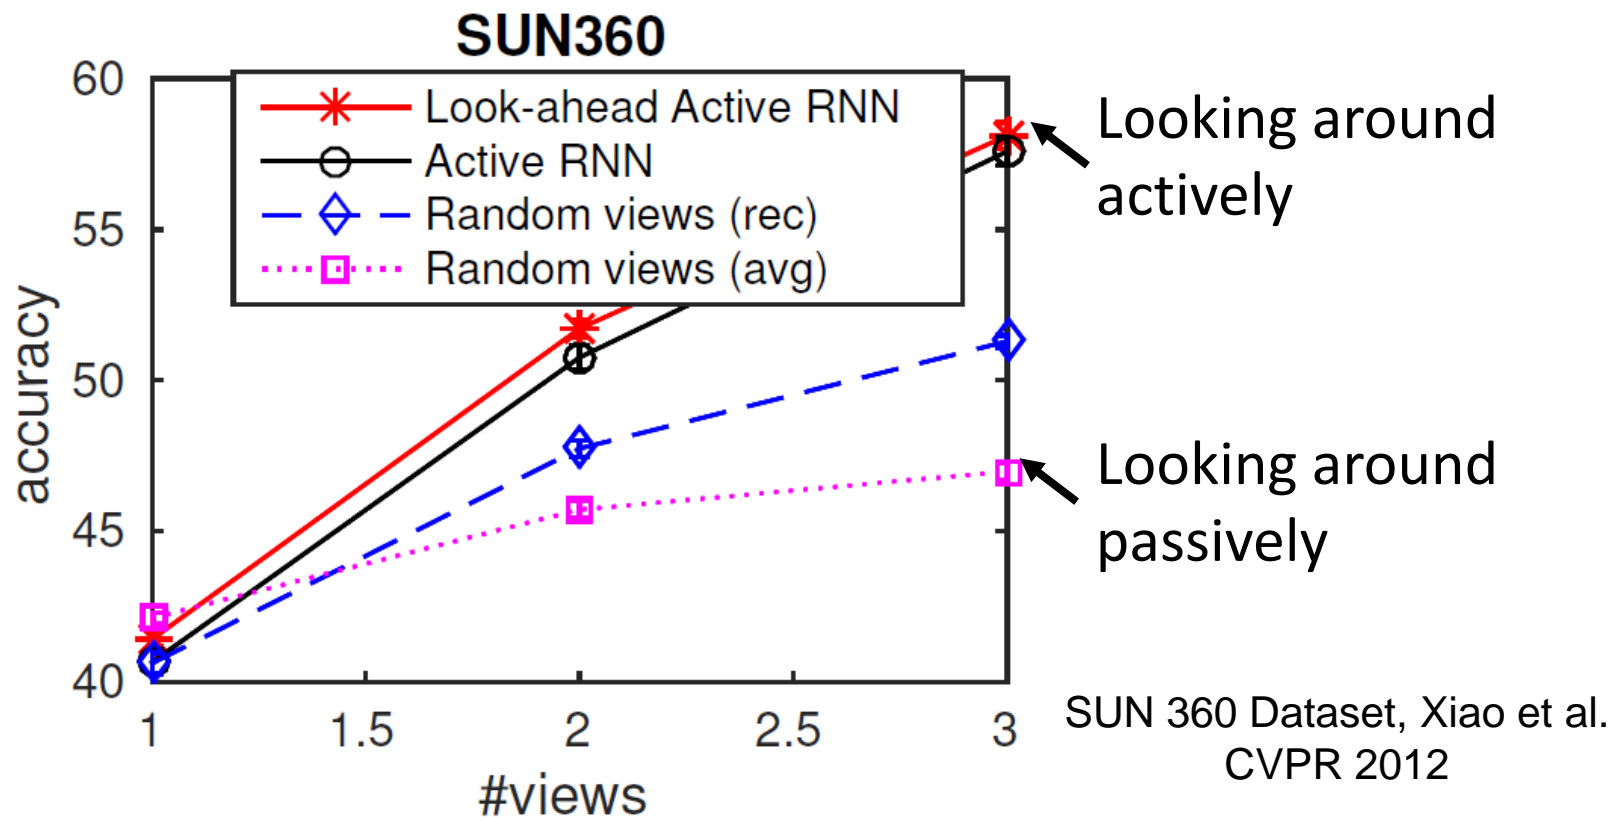 SUN360
60
55
50
45
40
accuracy
Look-ahead Active RNN
Active RNN
Random views (rec)
Random views (avg)
Looking around
actively
Looking around
passively
1
1.5
2
2.5
3
#views
SUN 360 Dataset, Xiao et al.
CVPR 2012